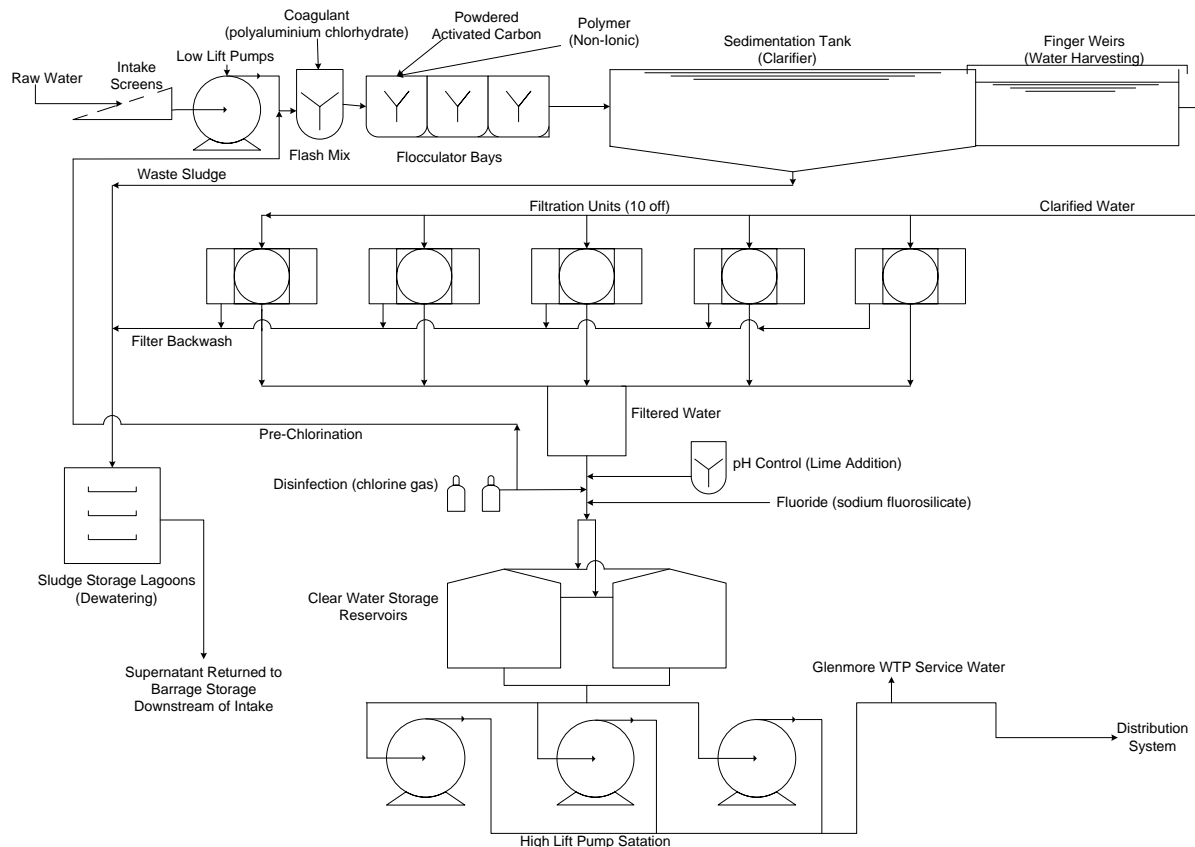 Coagulant
(polyaluminium chlorhydrate)
Powdered
Activated Carbon
Polymer
(Non-Ionic)
Sedimentation Tank
(Clarifier)
Finger Weirs
(Water Harvesting)
Low Lift Pumps
Raw Water
Intake
Screens
Flash Mix
Flocculator Bays
Waste Sludge
Filtration Units (10 off)
Clarified Water
Filter Backwash
Filtered Water
Pre-Chlorination
pH Control (Lime Addition)
Disinfection (chlorine gas)
Fluoride (sodium fluorosilicate)
Sludge Storage Lagoons
(Dewatering)
Clear Water Storage
Reservoirs
Supernatant Returned to
Barrage Storage
Downstream of Intake
Glenmore WTP Service Water
Distribution
System
High Lift Pump Satation